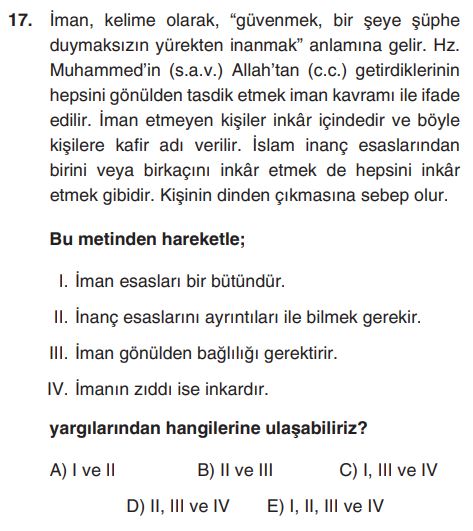 17. İman, kelime olarak, “güvenmek, bir şeye şüphe
duymaksızın yürekten inanmak” anlamına gelir. Hz.
Muhammed’in (s.a.v.) Allah’tan (c.c.) getirdiklerinin
hepsini gönülden tasdik etmek iman kavramı ile ifade
edilir. İman etmeyen kişiler inkâr içindedir ve böyle
kişilere kafir adı verilir. İslam inanç esaslarından
birini veya birkaçını inkâr etmek de hepsini inkâr
etmek gibidir. Kişinin dinden çıkmasına sebep olur.
Bu metinden hareketle;
I. İman esasları bir bütündür.
II. İnanç esaslarını ayrıntıları ile bilmek gerekir.
III. İman gönülden bağlılığı gerektirir.
IV. İmanın zıddı ise inkardır.
yargılarından hangilerine ulaşabiliriz?
A) I ve II B) II ve III C) I, III ve IV
D) II, III ve IV E) I, II, III ve IV